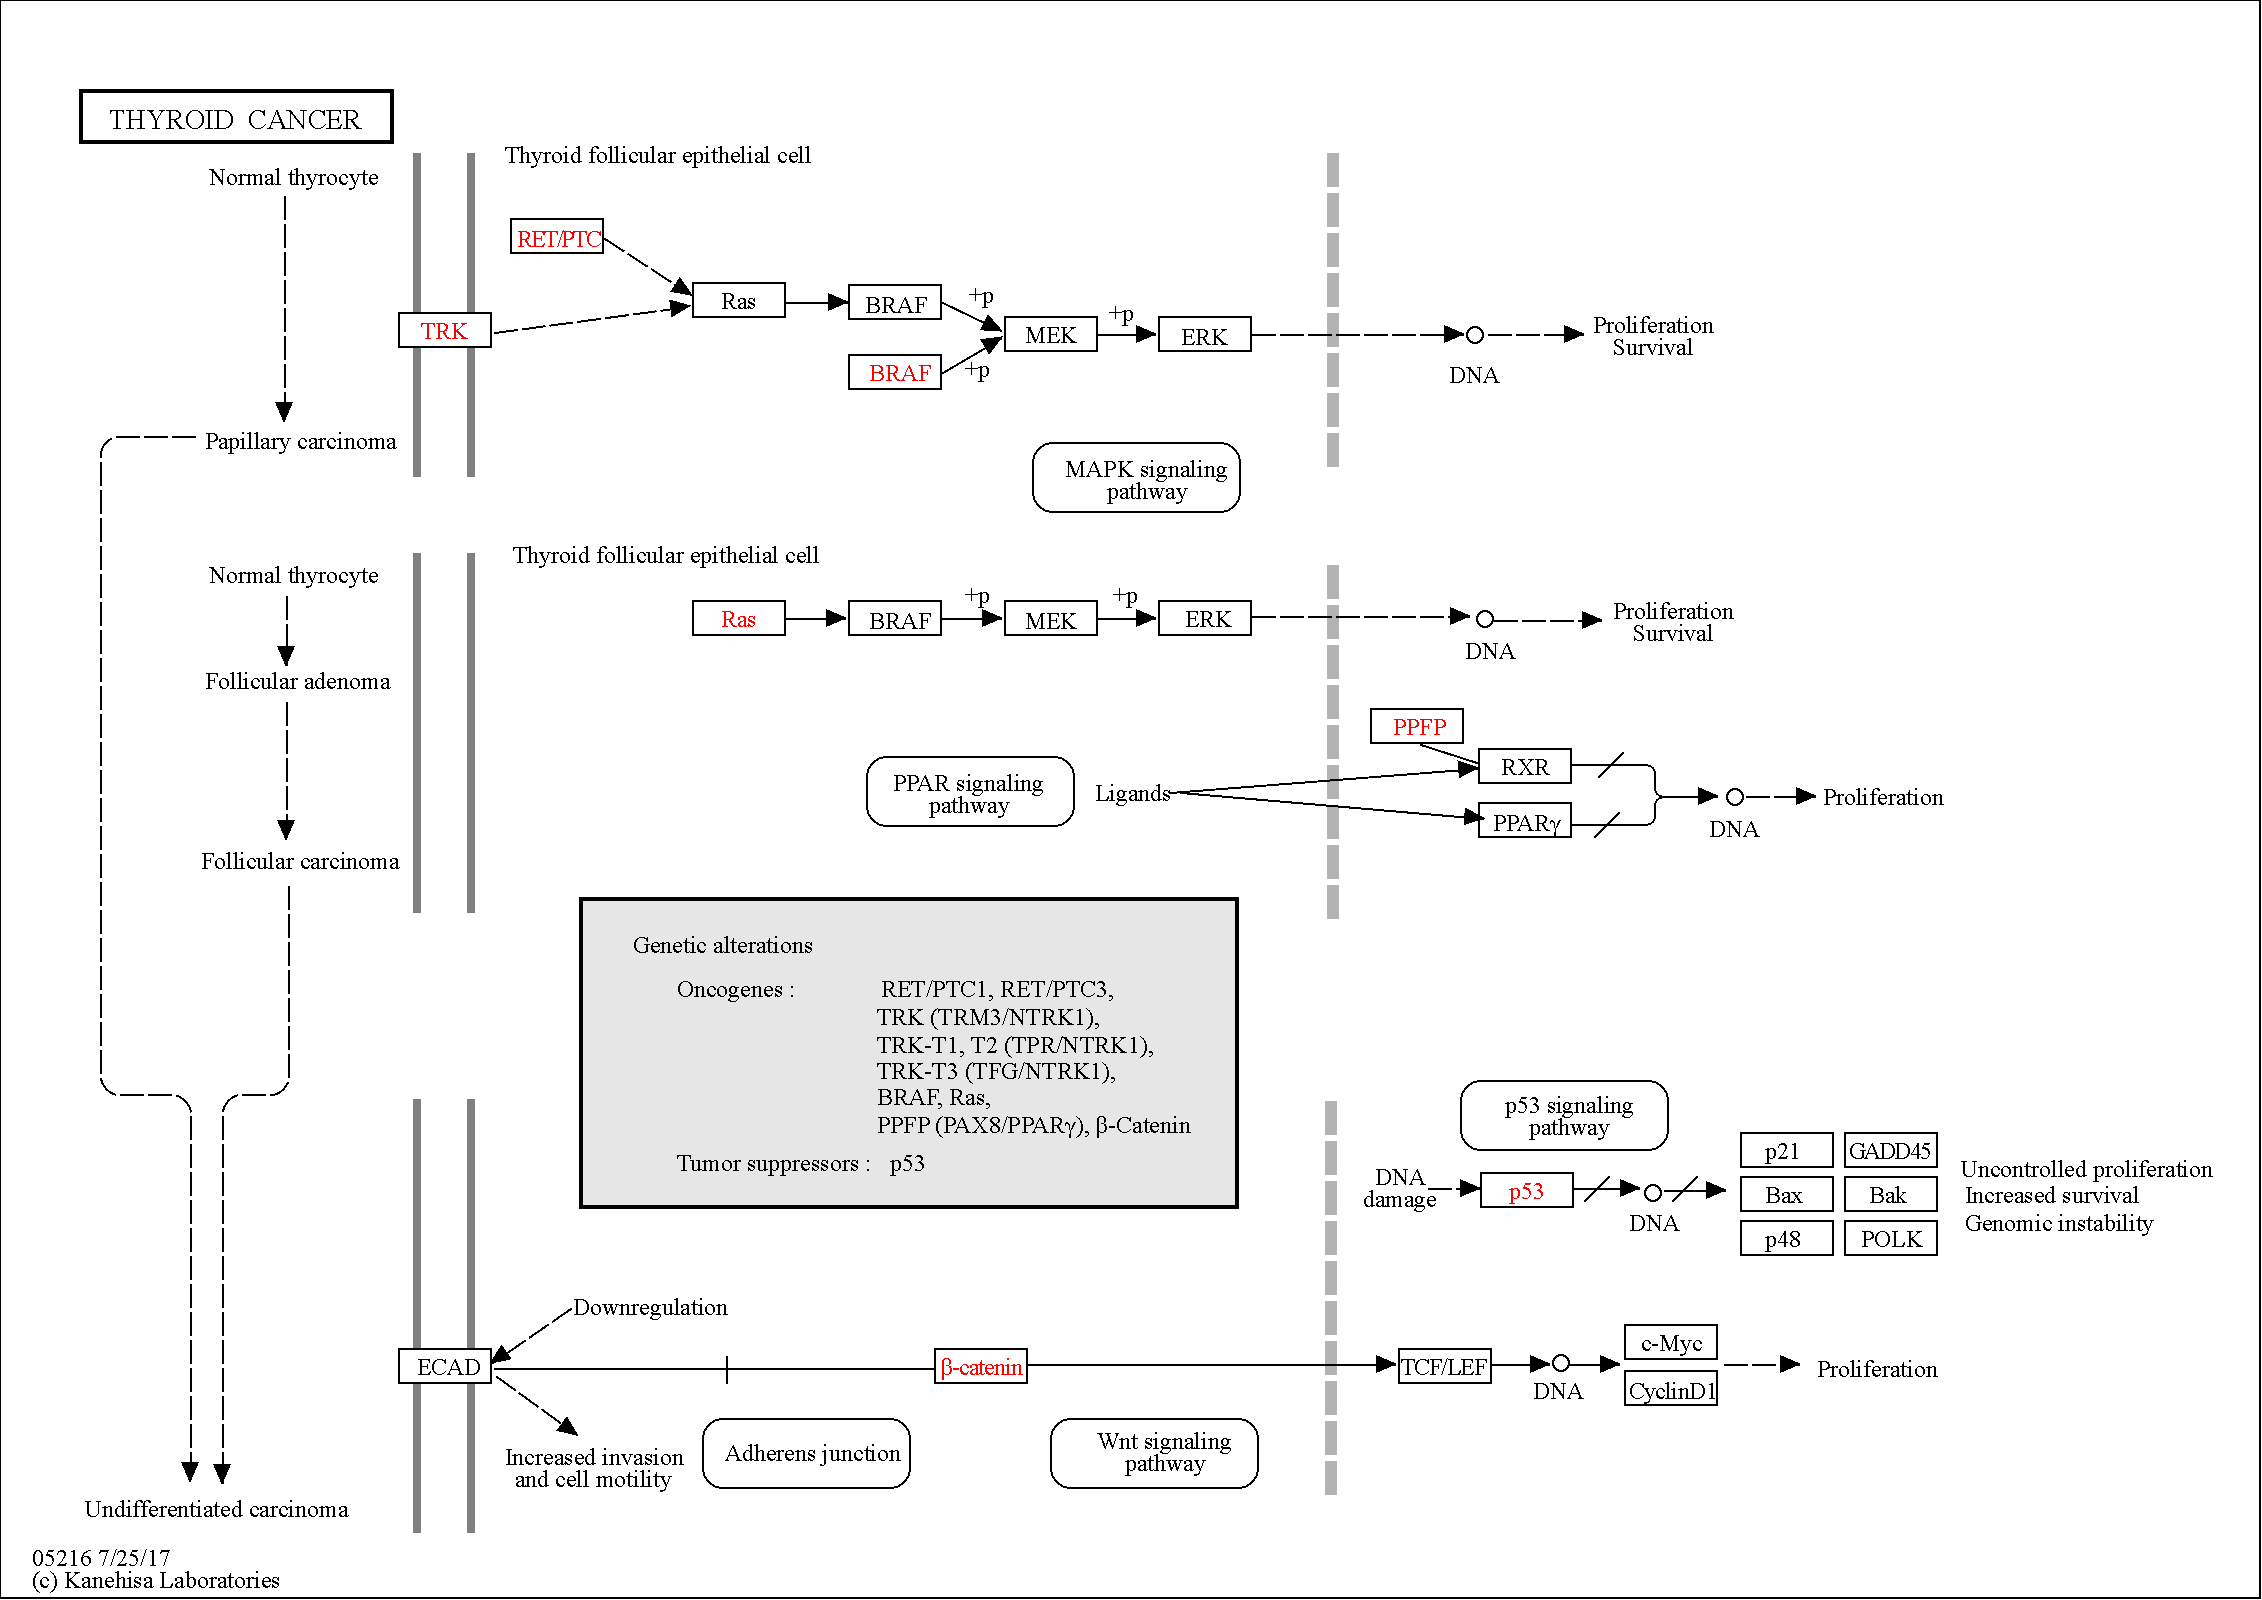 THYROID CANCER
Thyroid follicular epithelial cell
Normal thyrocyte
RET/PTC
Ras
BRAF
+p
TRK
MEK
+p
ERK
BRAF
+p
DNA
Proliferation
Survival
Papillary carcinoma
MAPK signaling
pathway
Thyroid follicular epithelial cell
Normal thyrocyte
Ras
BRAF
+p
MEK
+p
ERK
DNA
Proliferation
Survival
Follicular adenoma
PPFP
RXR
PPAR signaling
pathway
Ligands
PPARγ
DNA
Proliferation
Follicular carcinoma
Genetic alterations
Oncogenes : RET/PTC1, RET/PTC3,
TRK (TRM3/NTRK1),
TRK-T1, T2 (TPR/NTRK1),
TRK-T3 (TFG/NTRK1),
BRAF, Ras,
PPFP (PAX8/PPARγ), β-Catenin
Tumor suppressors : p53
p53 signaling
pathway
DNA
damage
p53
DNA
p21
GADD45
Bax
Bak
p48
POLK
Uncontrolled proliferation
Increased survival
Genomic instability
Downregulation
ECAD
β-catenin
TCF/LEF
DNA
c-Myc
CyclinD1
Proliferation
Increased invasion
and cell motility
Adherens junction
Wnt signaling
pathway
Undifferentiated carcinoma
05216 7/25/17
(c) Kanehisa Laboratories